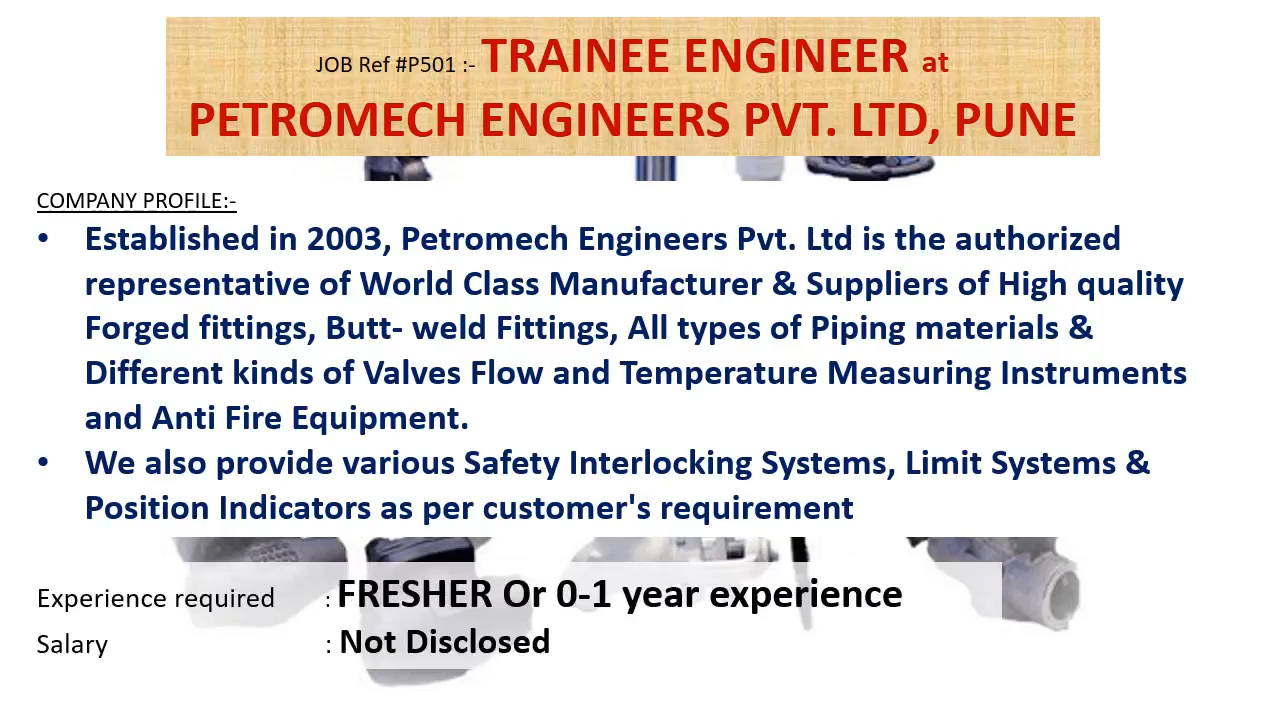 JOB Ref #P501 :- TRAINEE ENGINEER at
PETROMECH ENGINEERS PVT. LTD, PUNE
COMPANY PROFILE:-
• Established in 2003, Petromech Engineers Pvt. Ltd is the authorized
representative of World Class Manufacturer & Suppliers of High quality
Forged fittings, Butt- weld Fittings, All types of Piping materials &
Different kinds of Valves Flow and Temperature Measuring Instruments
and Anti Fire Equipment.
• We also provide various Safety Interlocking Systems, Limit Systems &
Position Indicators as per customer's requirement
Experience required : FRESHER Or 0-1 year experience
Salary : Not Disclosed